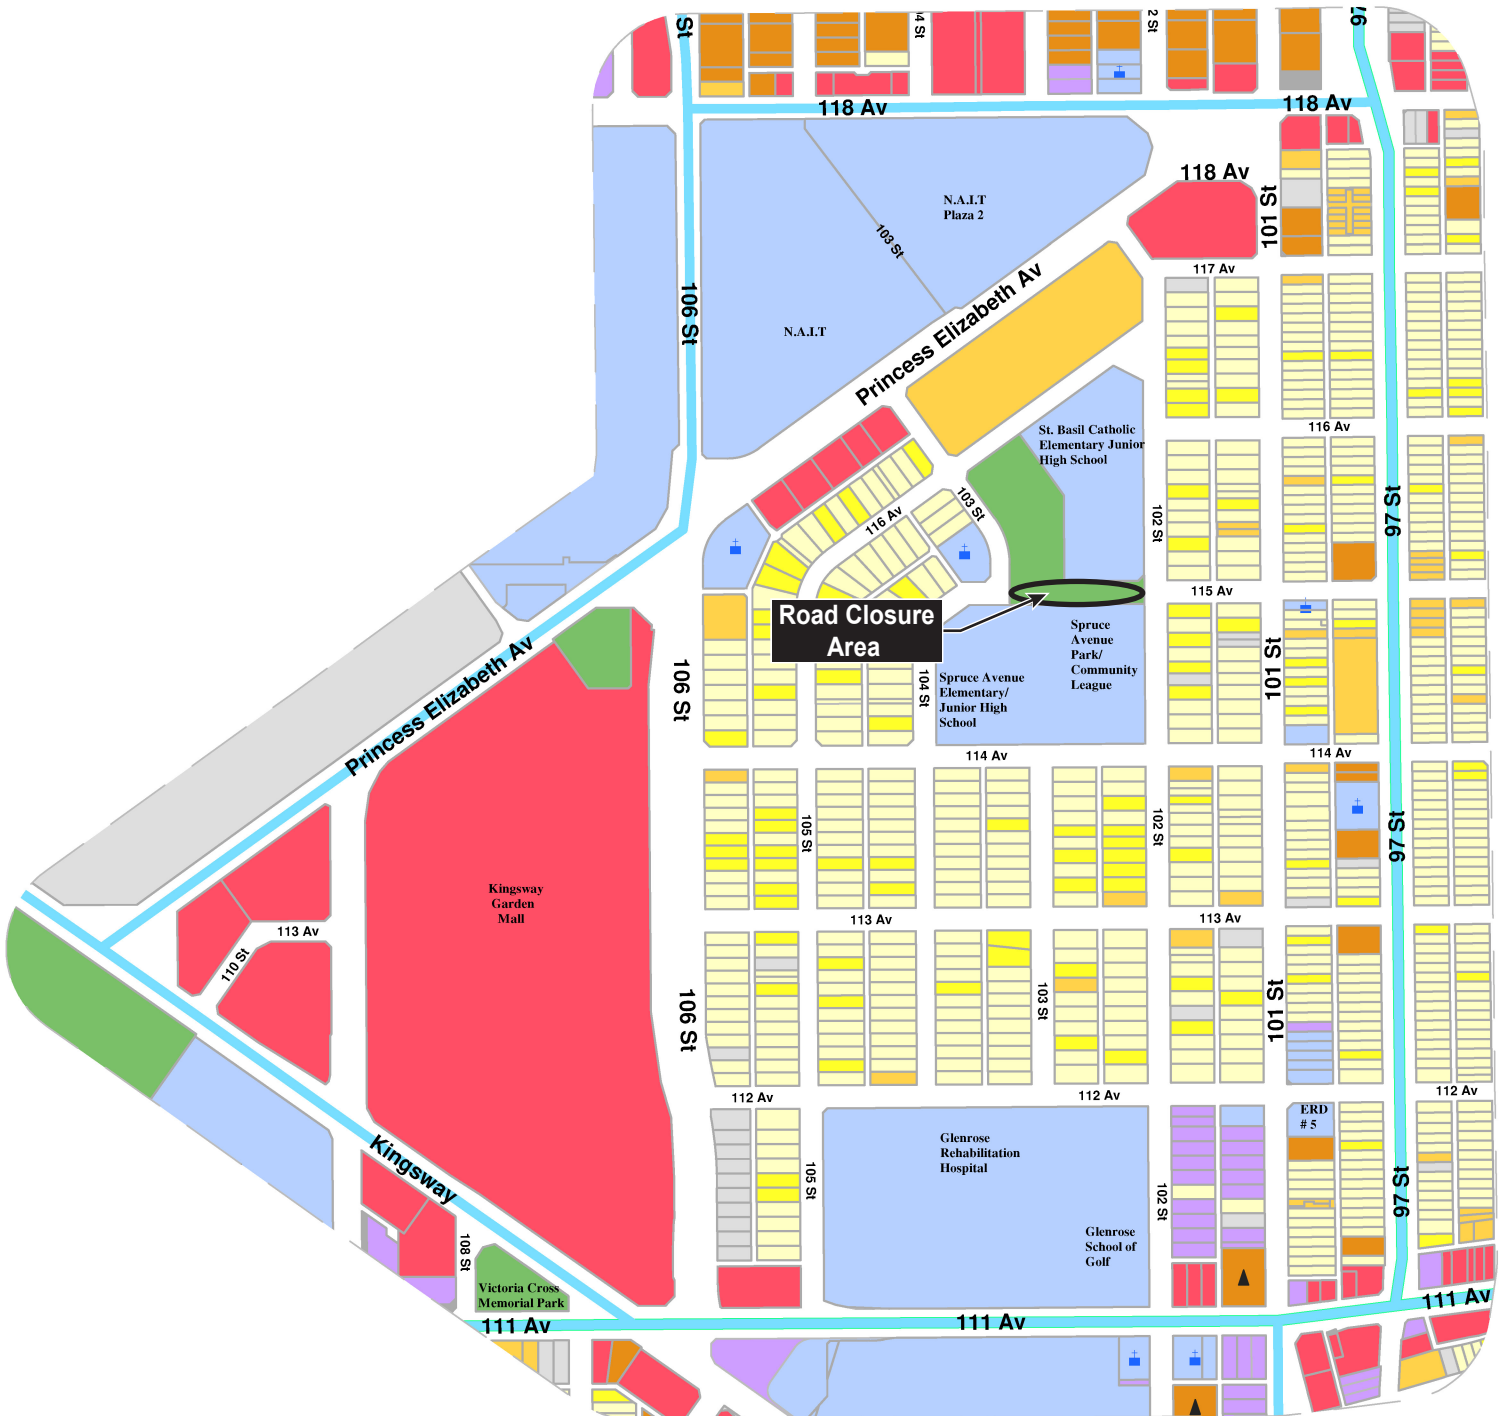 St
04 St
2 St
97
118 Av
118 Av
118 Av
101 St
N.A.I.T
Plaza 2
103 St
117 Av
106 St
N.A.I.T
Princess Elizabeth Av
St. Basil Catholic
Elementary Junior
High School
116 Av
97 St
103 St
116 Av
102 St
115 Av
Road Closure
Area
Spruce
Avenue
Park/
Community
League
101 St
106 St
104 St
Spruce Avenue
Elementary/
Junior High
School
Princess Elizabeth Av
114 Av
114 Av
105 St
102 St
97 St
Kingsway
Garden
Mall
113 Av
113 Av
113 Av
110 St
106 St
103 St
101 St
112 Av
112 Av
112 Av
ERD
# 5
Glenrose
Rehabilitation
Hospital
Kingsway
105 St
102 St
97 St
108 St
Glenrose
School of
Golf
Victoria Cross
Memorial Park
111 Av
111 Av
111 Av